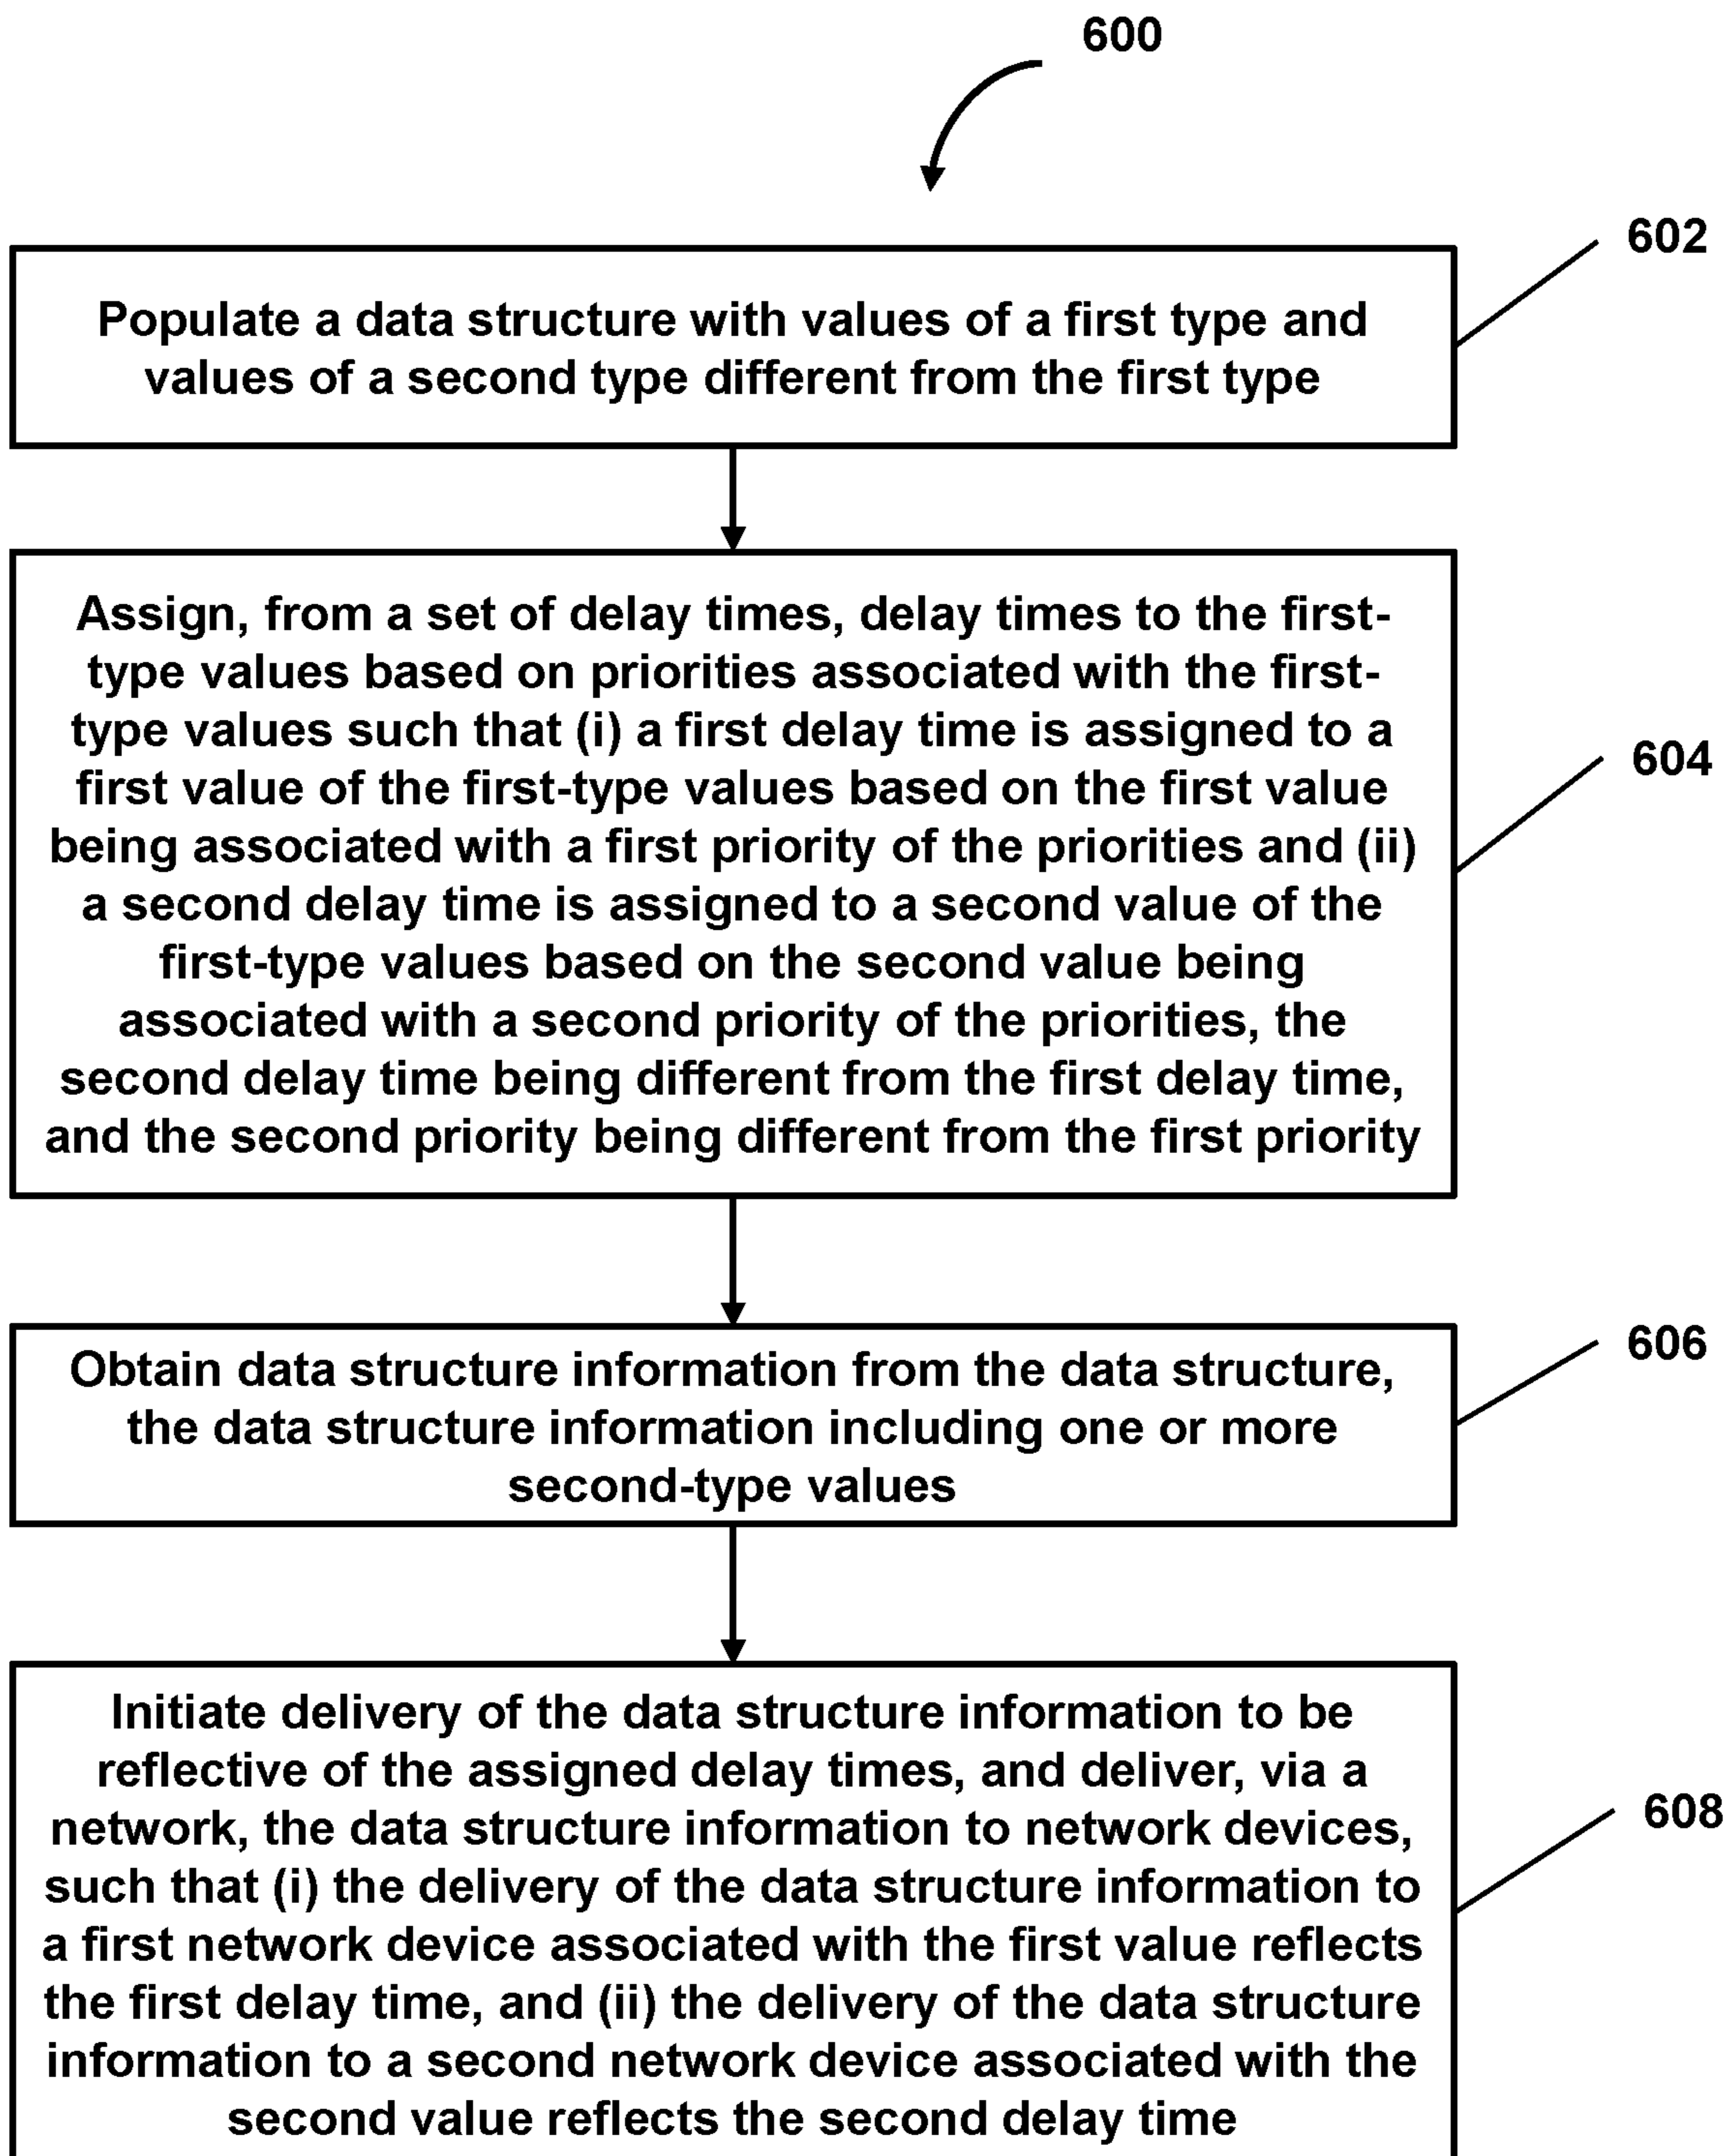 600
602
Populate a data structure with values of a first type and
values of a second type different from the first type
Assign, from a set of delay times, delay times to the first-
type values based on priorities associated with the first-
type values such that (i) a first delay time is assigned to a
first value of the first-type values based on the first value
being associated with a first priority of the priorities and (ii)
a second delay time is assigned to a second value of the
first-type values based on the second value being
associated with a second priority of the priorities, the
second delay time being different from the first delay time,
and the second priority being different from the first priority
604
Obtain data structure information from the data structure,
the data structure information including one or more
second-type values
606
Initiate delivery of the data structure information to be
reflective of the assigned delay times, and deliver, via a
network, the data structure information to network devices,
such that (i) the delivery of the data structure information to
a first network device associated with the first value reflects
the first delay time, and (ii) the delivery of the data structure
information to a second network device associated with the
second value reflects the second delay time
608